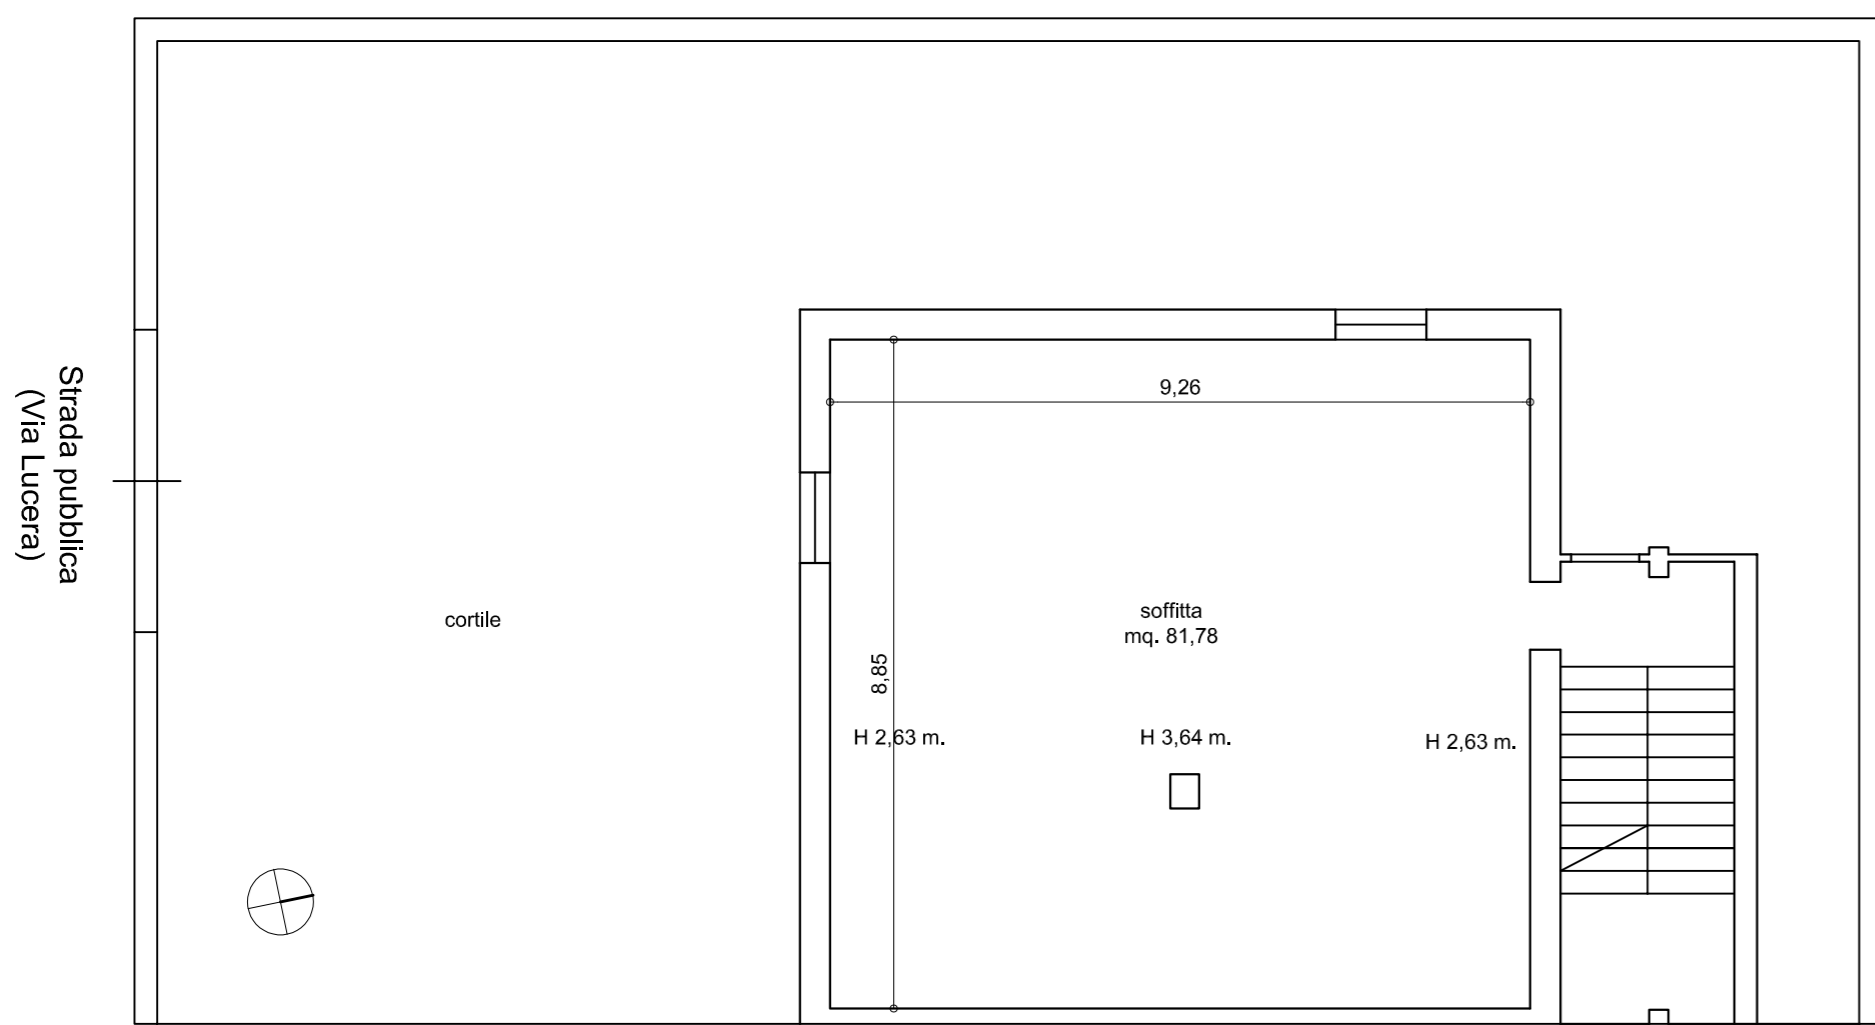 Strada pubblica
(Via Lucera)
cortile
9,26
8,85
soffitta
mq. 81,78
H 2,63 m.
H 3,64 m.
H 2,63 m.